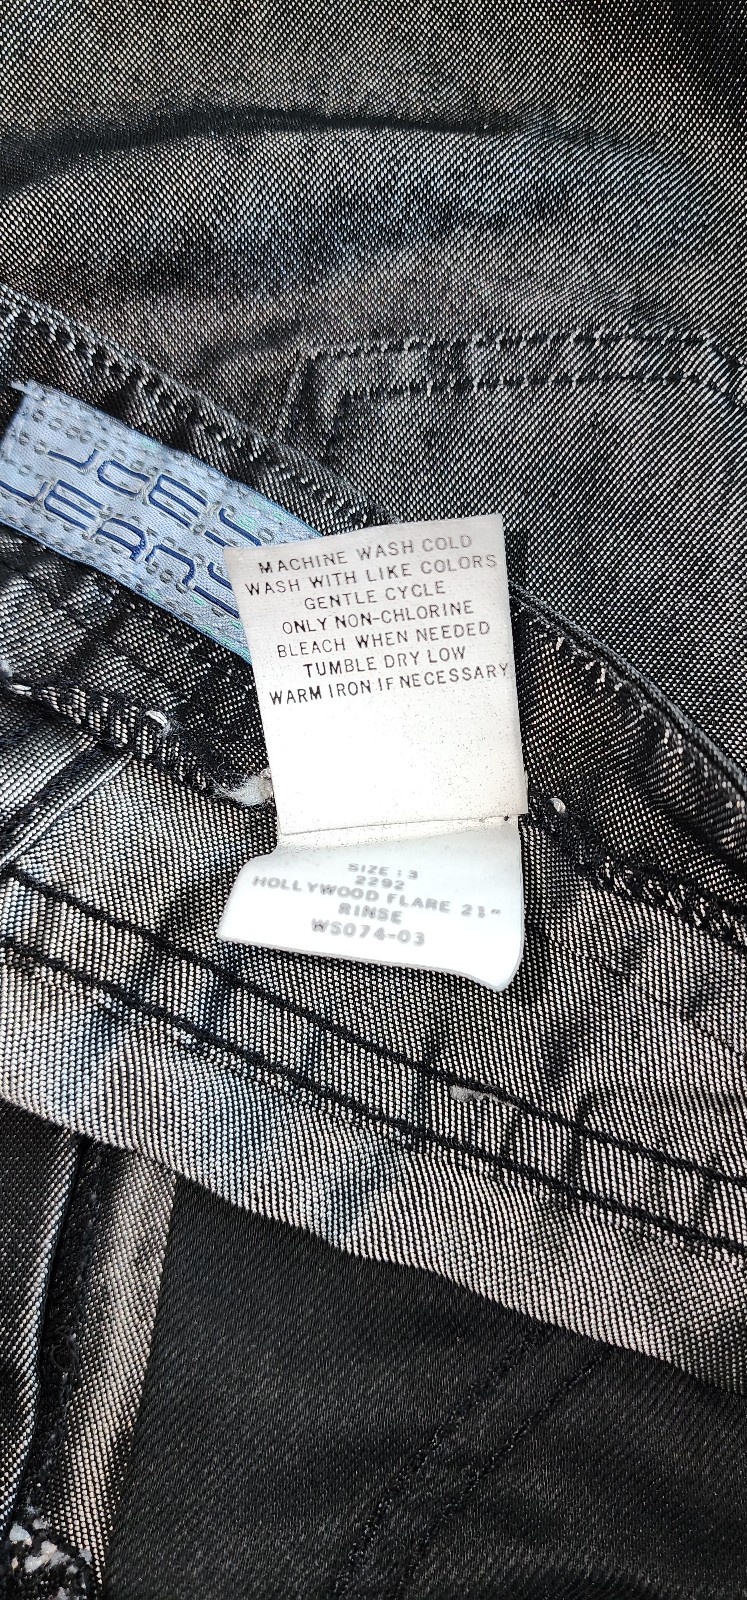 JOE'S
JEANS
MACHINE WASH COLD
WASH WITH LIKE COLORS
GENTLE CYCLE
ONLY NON-CHLORINE
BLEACH WHEN NEEDED
TUMBLE DRY LOW
WARM IRON IF NECESSARY
SIZE : 3
2292
HOLLYWOOD FLARE 21"
RINSE
WS074-03